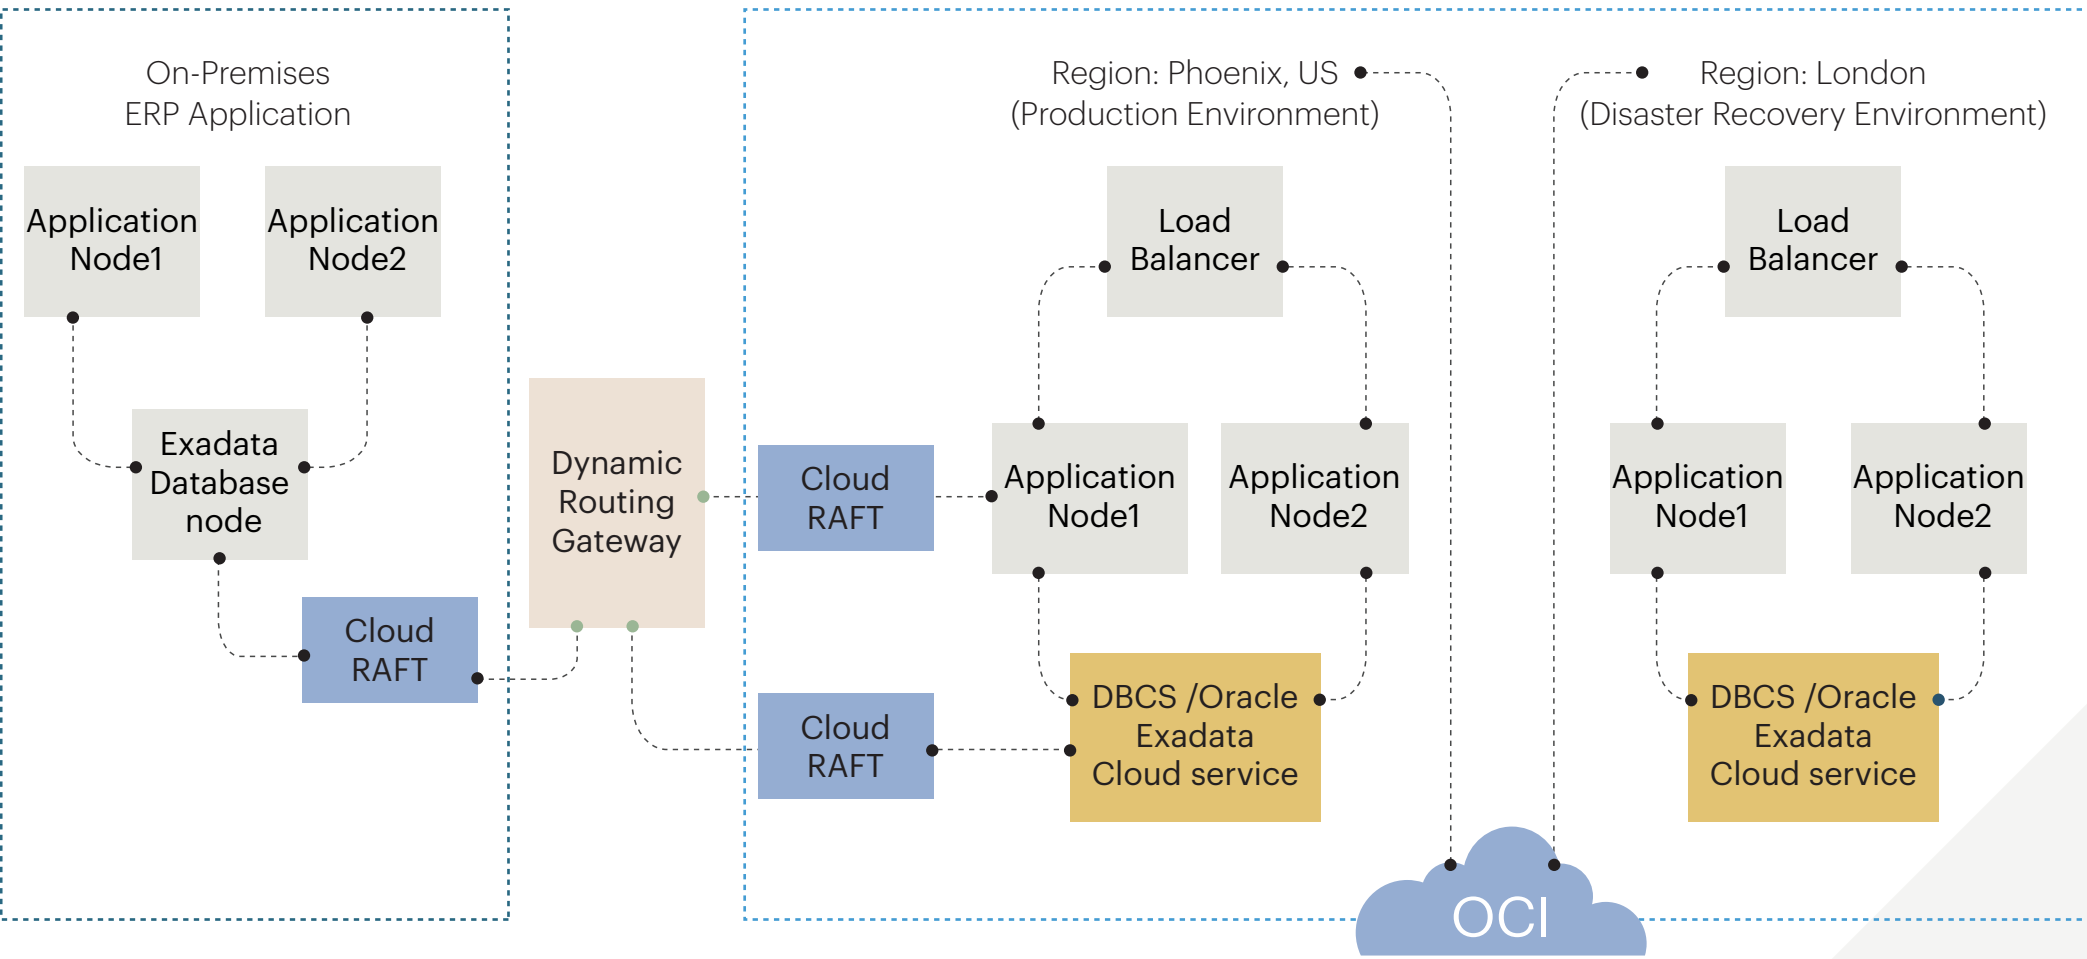 On-Premises
ERP Application
Application
Node1
Application
Node2
Exadata
Database
node
Cloud
RAFT
Dynamic
Routing
Gateway
Region: Phoenix, US
(Production Environment)
Load
Balancer
Cloud
RAFT
Application
Node1
Application
Node2
Cloud
RAFT
DBCS /Oracle
Exadata
Cloud service
Region: London
(Disaster Recovery Environment)
Load
Balancer
Application
Node1
Application
Node2
DBCS /Oracle
Exadata
Cloud service
OCI